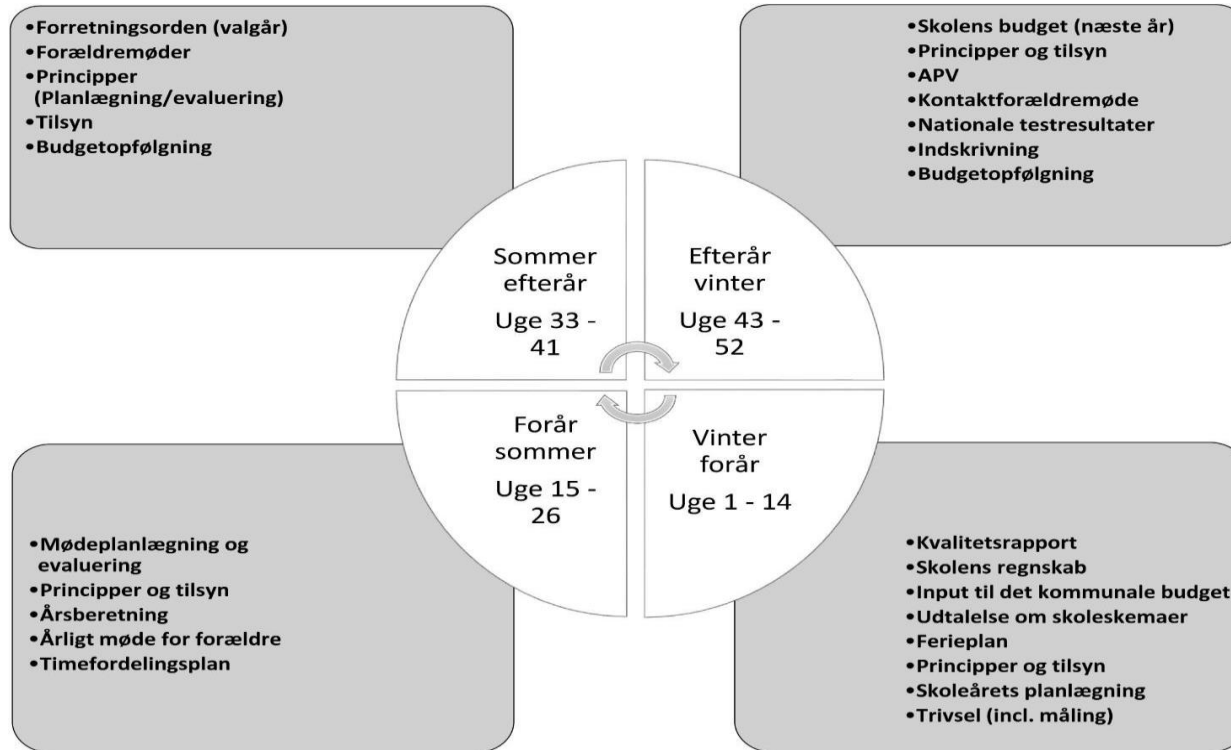 •Forretningsorden (valgår)
•Forældremøder
•Principper
(Planlægning/evaluering)
•Tilsyn
•Budgetopfølgning
•Skolens budget (næste år)
•Principper og tilsyn
•APV
•Kontaktforældremøde
•Nationale testresultater
•Indskrivning
•Budgetopfølgning
Sommer
efterår
Uge 33 -
41
Efterår
vinter
Uge 43 -
52
Forår
sommer
Uge 15 -
26
Vinter
forår
Uge 1 - 14
•Mødeplanlægning og
evaluering
•Principper og tilsyn
•Årsberetning
•Årligt møde for forældre
•Timefordelingsplan
•Kvalitetsrapport
•Skolens regnskab
•Input til det kommunale budget
•Udtalelse om skoleskemaer
•Ferieplan
•Principper og tilsyn
•Skoleårets planlægning
•Trivsel (incl. måling)